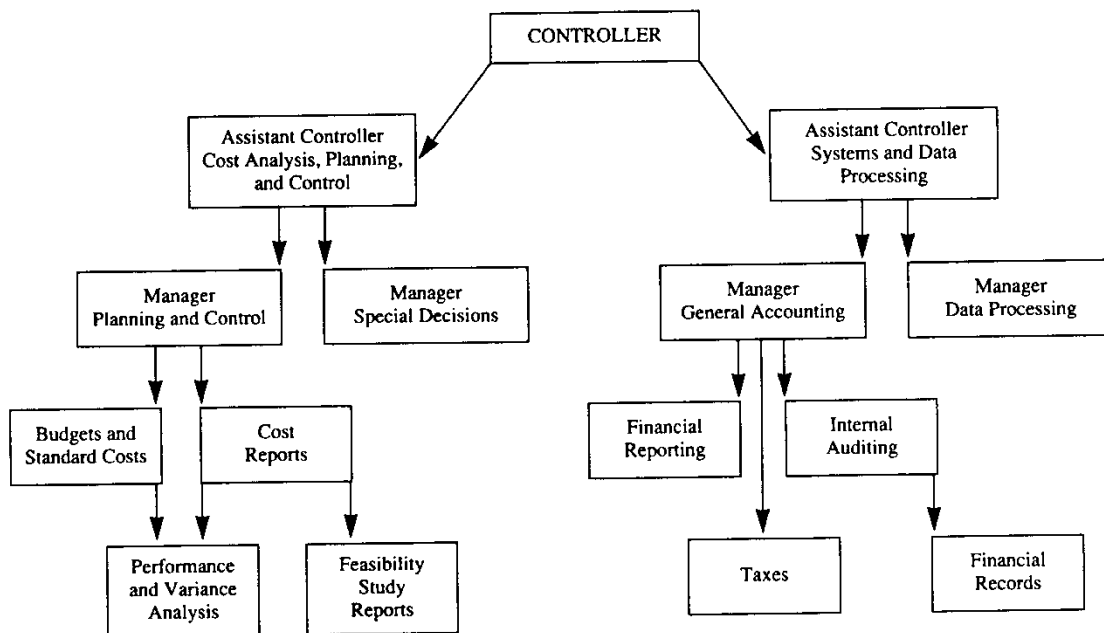 CONTROLLER
Assistant Controller
Cost Analysis, Planning,
and Control
Assistant Controller
Systems and Data
Processing
Manager
Planning and Control
Manager
Special Decisions
Manager
General Accounting
Manager
Data Processing
Budgets and
Standard Costs
Cost
Reports
Financial
Reporting
Internal
Auditing
Performance
and Variance
Analysis
Feasibility
Study
Reports
Taxes
Financial
Records